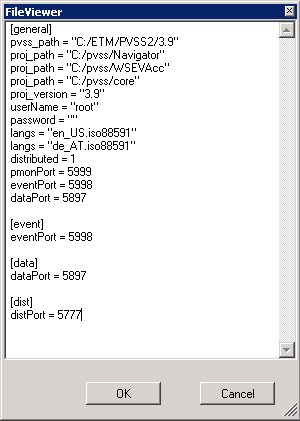 FileViewer
[general]
pvss_path = "C:/ETM/PVSS2/3.9"
proj_path = "C:/pvss/Navigator"
proj_path = "C:/pvss/WSEVAcc"
proj_path = "C:/pvss/core"
proj_version = "3.9"
userName = "root"
password = ""
langs = "en_US.iso88591"
langs = "de_AT.iso88591"
distributed = 1
pmonPort = 5999
eventPort = 5998
dataPort = 5897
[event]
eventPort = 5998
[data]
dataPort = 5897
[dist]
distPort = 5777
OK
Cancel